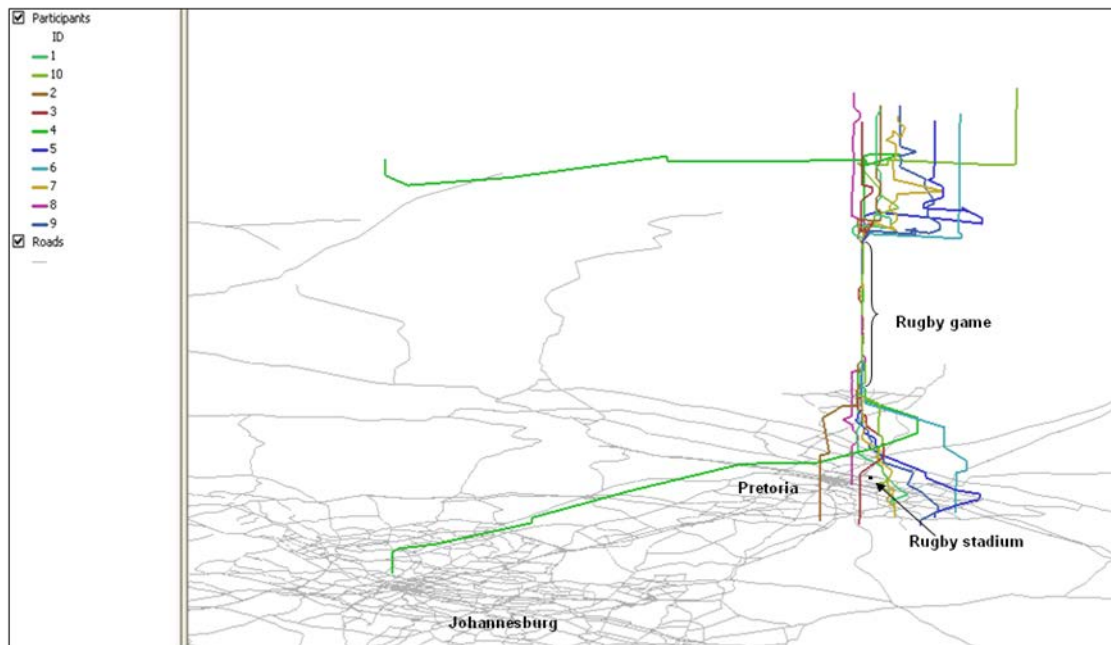 Participants
ID
1
10
2
3
4
5
6
7
8
9
Roads
Rugby game
Pretoria
Rugby stadium
Johannesburg